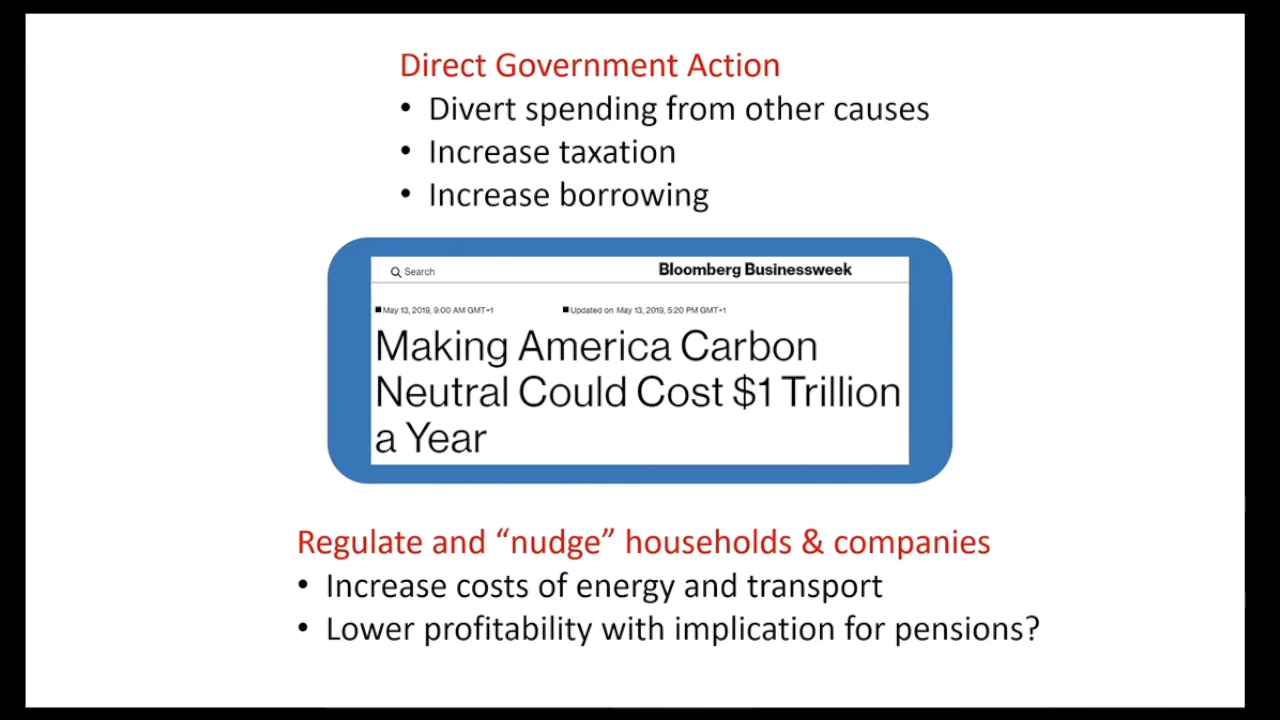 Direct Government Action
• Divert spending from other causes
• Increase taxation
• Increase borrowing
Search
Bloomberg Businessweek
May 13, 2019, 9:00 AM GMT+1
Updated on May 13, 2019, 5:20 PM GMT+1
Making America Carbon
Neutral Could Cost $1 Trillion
a Year
Regulate and “nudge” households & companies
• Increase costs of energy and transport
• Lower profitability with implication for pensions?